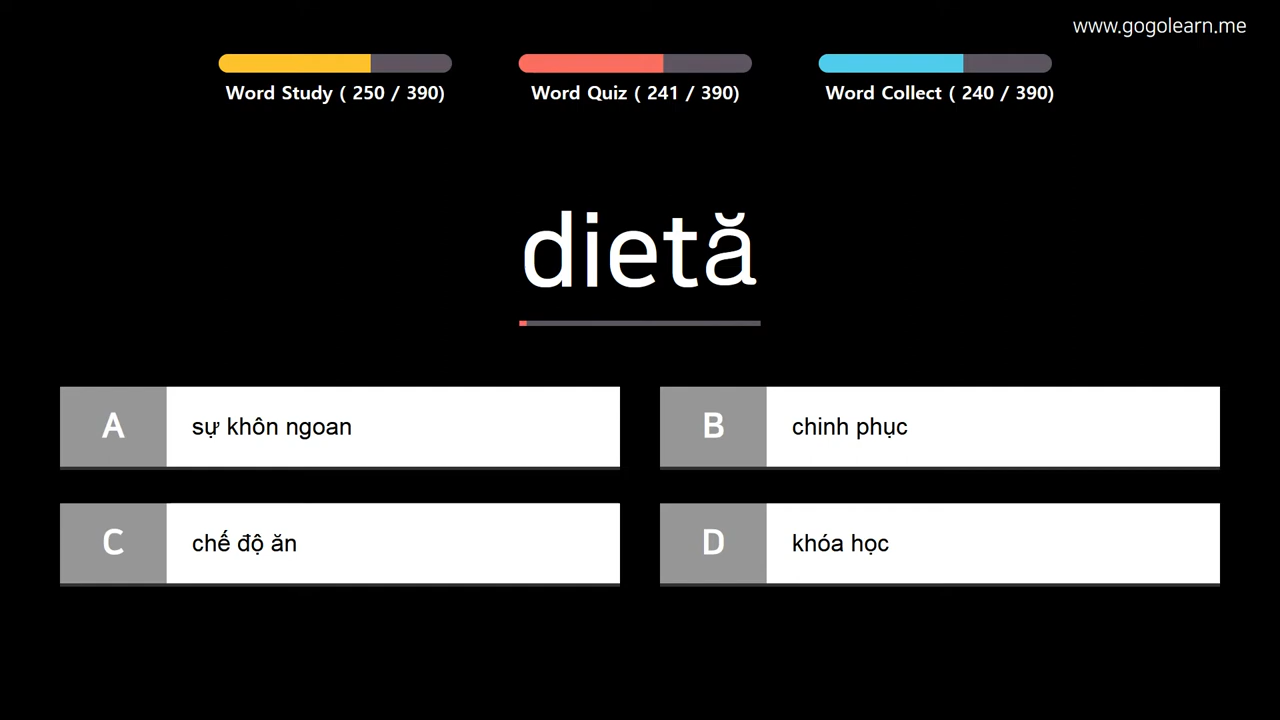 www.gogolearn.me
Word Study ( 250 / 390)
Word Quiz ( 241 / 390)
Word Collect ( 240 / 390)
dietă
A
sự khôn ngoan
B
chinh phục
C
chế độ ăn
D
khóa học